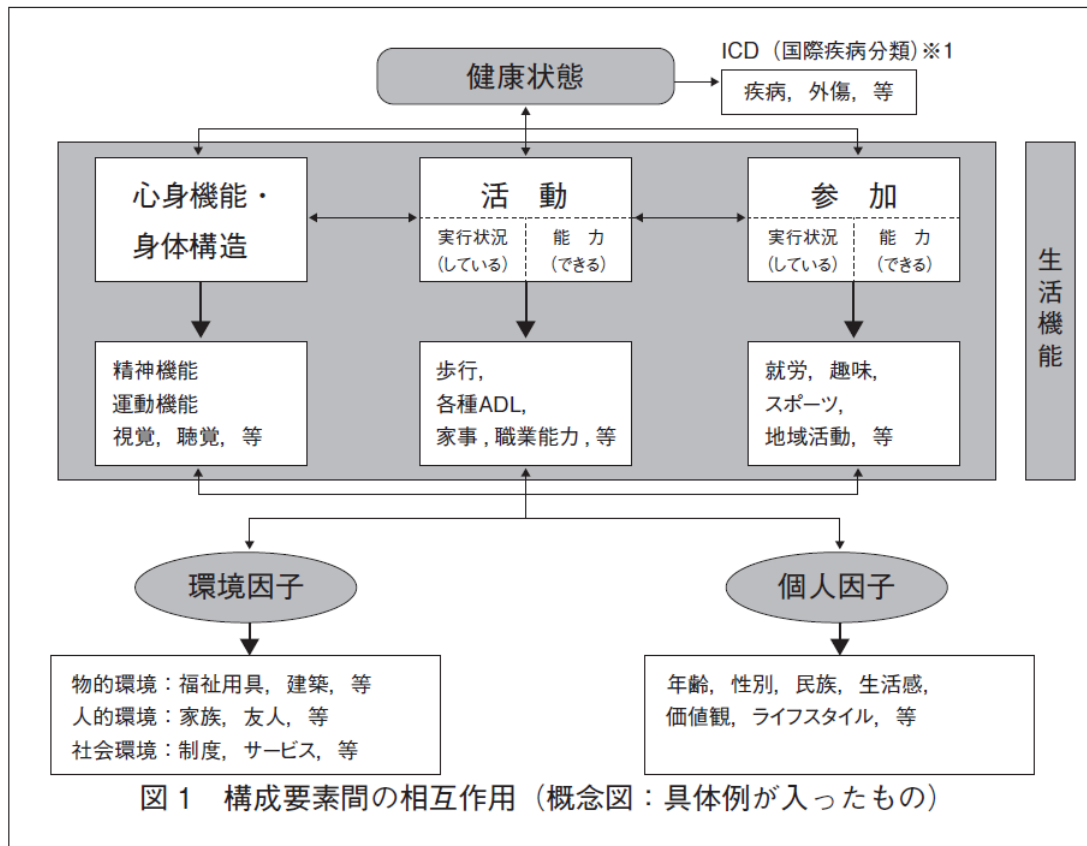 ICD（国際疾病分類）※1
健康状態
疾病，外傷，等
心身機能・
身体構造
活　動
実行状況
(している)
能　力
(できる)
参　加
実行状況
(している)
能　力
(できる)
生活機能
精神機能
運動機能
視覚，聴覚，等
歩行，
各種ADL，
家事，職業能力，等
就労，趣味，
スポーツ，
地域活動，等
環境因子
個人因子
物的環境：福祉用具，建築，等
人的環境：家族，友人，等
社会環境：制度，サービス，等
年齢，性別，民族，生活感，
価値観，ライフスタイル，等
図1　構成要素間の相互作用（概念図：具体例が入ったもの）